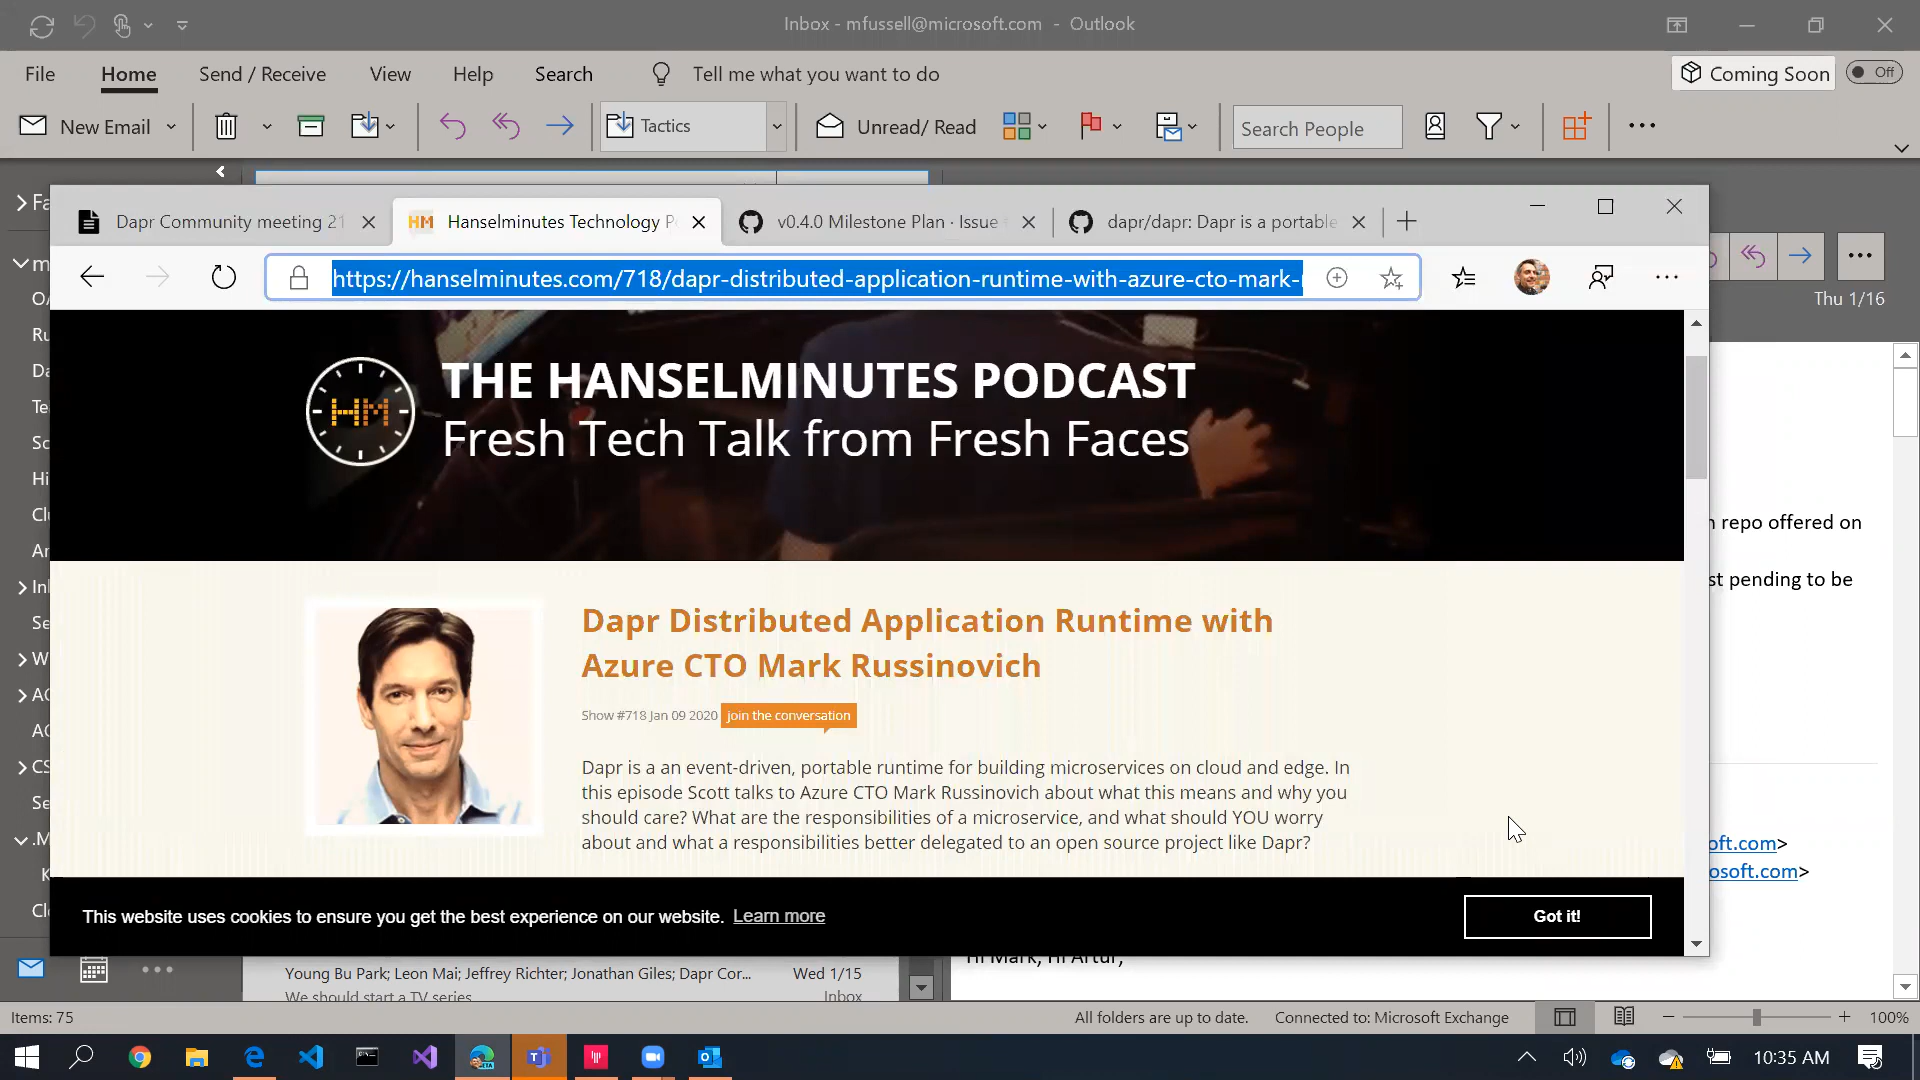 Inbox - mfussell@microsoft.com - Outlook
File Home Send / Receive View Help Search Tell me what you want to do
Coming Soon Off
New Email Tactics Unread/ Read Search People
Dapr Community meeting 21
Hanselminutes Technology P
v0.4.0 Milestone Plan · Issue
dapr/dapr: Dapr is a portable
https://hanselminutes.com/718/dapr-distributed-application-runtime-with-azure-cto-mark-
Thu 1/16
THE HANSELMINUTES PODCAST
Fresh Tech Talk from Fresh Faces
HM
Dapr Distributed Application Runtime with
Azure CTO Mark Russinovich
Show #718 Jan 09 2020 join the conversation
Dapr is a an event-driven, portable runtime for building microservices on cloud and edge. In
this episode Scott talks to Azure CTO Mark Russinovich about what this means and why you
should care? What are the responsibilities of a microservice, and what should YOU worry
about and what a responsibilities better delegated to an open source project like Dapr?
This website uses cookies to ensure you get the best experience on our website. Learn more
Got it!
repo offered on
pending to be
oft.com>
osoft.com>
Hi Mark, Hi Artur,
Young Bu Park; Leon Mai; Jeffrey Richter; Jonathan Giles; Dapr Cor... Wed 1/15
We should start a TV series Inbox
Items: 75
All folders are up to date. Connected to: Microsoft Exchange 100%
10:35 AM